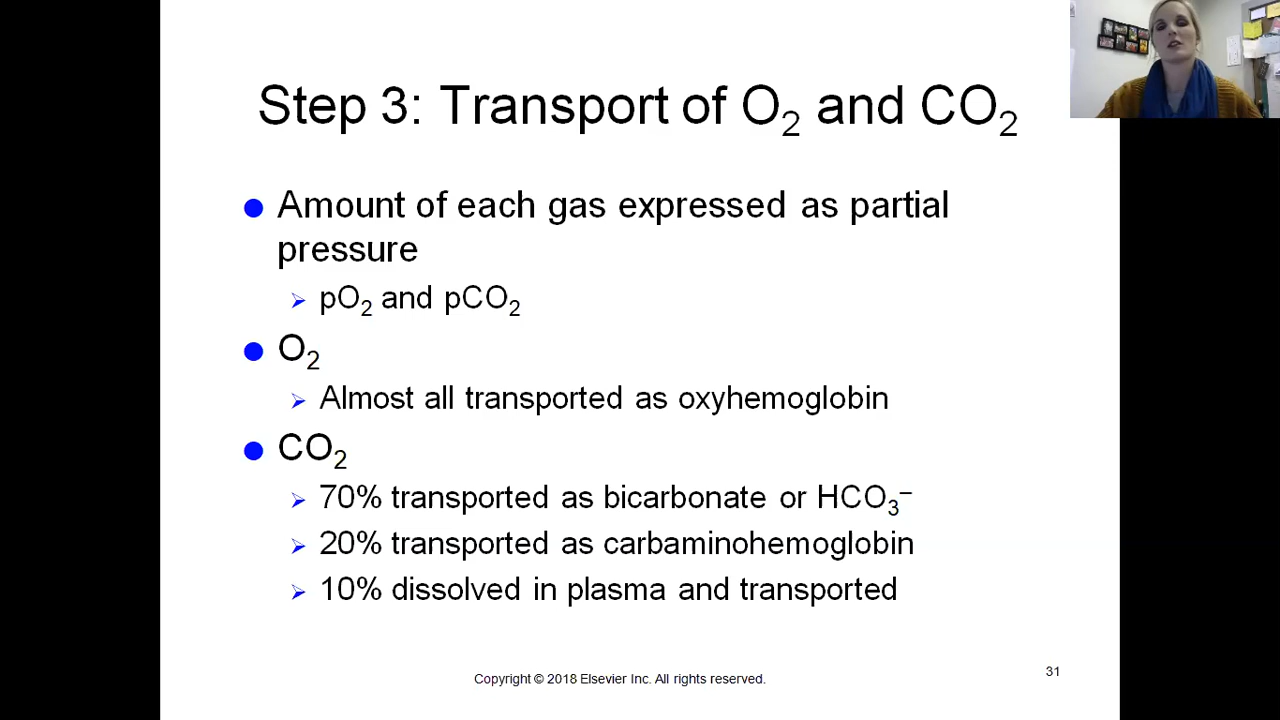 Step 3: Transport of O₂ and CO₂
Amount of each gas expressed as partial
pressure
pO₂ and pCO₂
O₂
Almost all transported as oxyhemoglobin
CO₂
70% transported as bicarbonate or HCO₃⁻
20% transported as carbaminohemoglobin
10% dissolved in plasma and transported
Copyright © 2018 Elsevier Inc. All rights reserved.
31